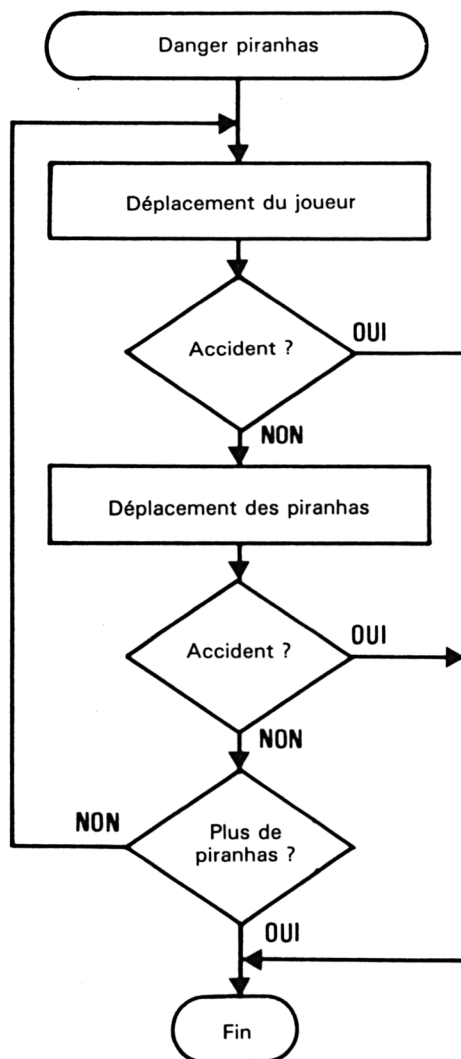 Danger piranhas
Déplacement du joueur
Accident ?
OUI
NON
Déplacement des piranhas
Accident ?
OUI
NON
NON
Plus de
piranhas ?
OUI
Fin